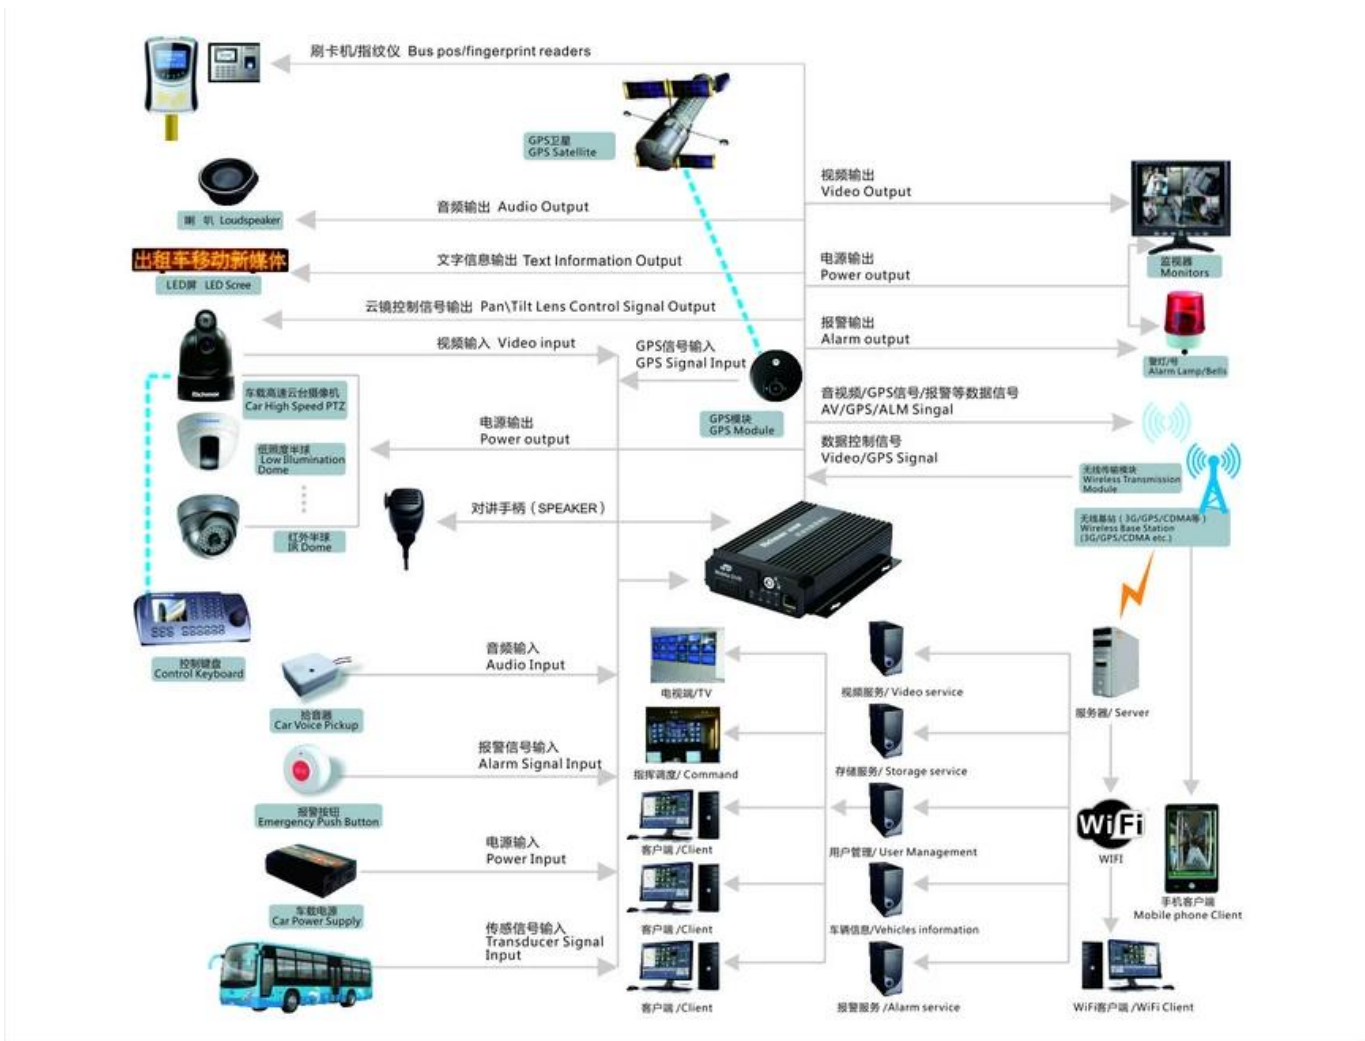 刷卡机/指纹仪 Bus pos/fingerprint readers
GPS卫星
GPS Satellite
喇 叭 Loudspeaker
音频输出 Audio Output
视频输出
Video Output
出租车移动新媒体
LED屏 LED Scree
文字信息输出 Text Information Output
电源输出
Power output
监视器
Monitors
云镜控制信号输出 Pan\Tilt Lens Control Signal Output
报警输出
Alarm output
视频输入 Video input
GPS信号输入
GPS Signal Input
警灯/号
Alarm Lamp/Bells
Richmor
车载高速云台摄像机
Car High Speed PTZ
音视频/GPS信号/报警等数据信号
AV/GPS/ALM Singal
GPS模块
GPS Module
电源输出
Power output
低照度半球
Low Illumination
Dome
数据控制信号
Video/GPS Signal
无线传输模块
Wireless Transmission
Module
对讲手柄（SPEAKER）
红外半球
IR Dome
无线基站（3G/GPS/CDMA等）
Wireless Base Station
(3G/GPS/CDMA etc.)
控制键盘
Control Keyboard
音频输入
Audio Input
电视端/TV
视频服务/ Video service
服务器/ Server
拾音器
Car Voice Pickup
报警信号输入
Alarm Signal Input
指挥调度/ Command
存储服务/ Storage service
报警按钮
Emergency Push Button
WiFi
WIFI
电源输入
Power Input
客户端 /Client
用户管理/ User Management
车载电源
Car Power Supply
手机客户端
Mobile phone Client
传感信号输入
Transducer Signal
Input
客户端 /Client
车辆信息/Vehicles information
客户端 /Client
报警服务 /Alarm service
WiFi客户端 /WiFi Client